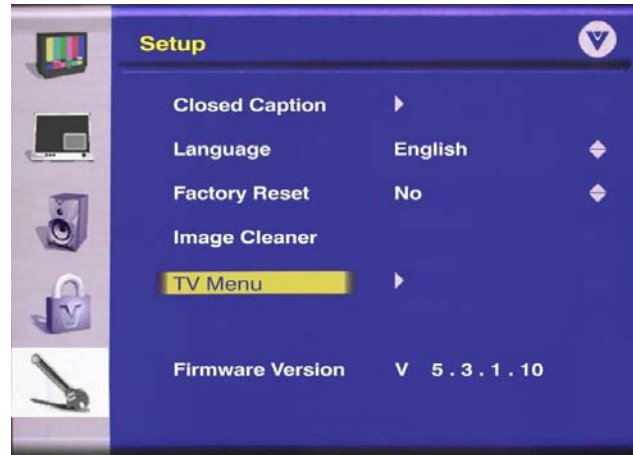 Setup
V
Closed Caption
Language English
Factory Reset No
Image Cleaner
TV Menu
V
Firmware Version V 5.3.1.10